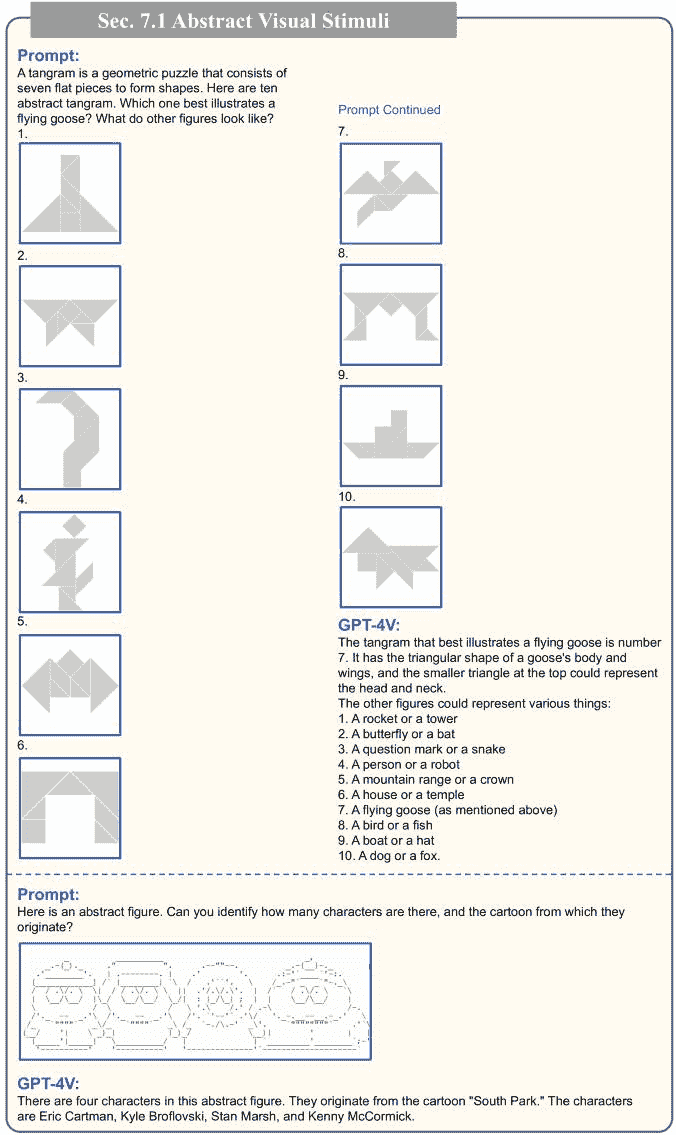 Sec. 7.1 Abstract Visual Stimuli
Prompt:
A tangram is a geometric puzzle that consists of
seven flat pieces to form shapes. Here are ten
abstract tangram. Which one best illustrates a
flying goose? What do other figures look like?
1.
2.
3.
4.
5.
6.
Prompt Continued
7.
8.
9.
10.
GPT-4V:
The tangram that best illustrates a flying goose is number
7. It has the triangular shape of a goose's body and
wings, and the smaller triangle at the top could represent
the head and neck.
The other figures could represent various things:
1. A rocket or a tower
2. A butterfly or a bat
3. A question mark or a snake
4. A person or a robot
5. A mountain range or a crown
6. A house or a temple
7. A flying goose (as mentioned above)
8. A bird or a fish
9. A boat or a hat
10. A dog or a fox.
Prompt:
Here is an abstract figure. Can you identify how many characters are there, and the cartoon from which they
originate?
GPT-4V:
There are four characters in this abstract figure. They originate from the cartoon "South Park." The characters
are Eric Cartman, Kyle Broflovski, Stan Marsh, and Kenny McCormick.